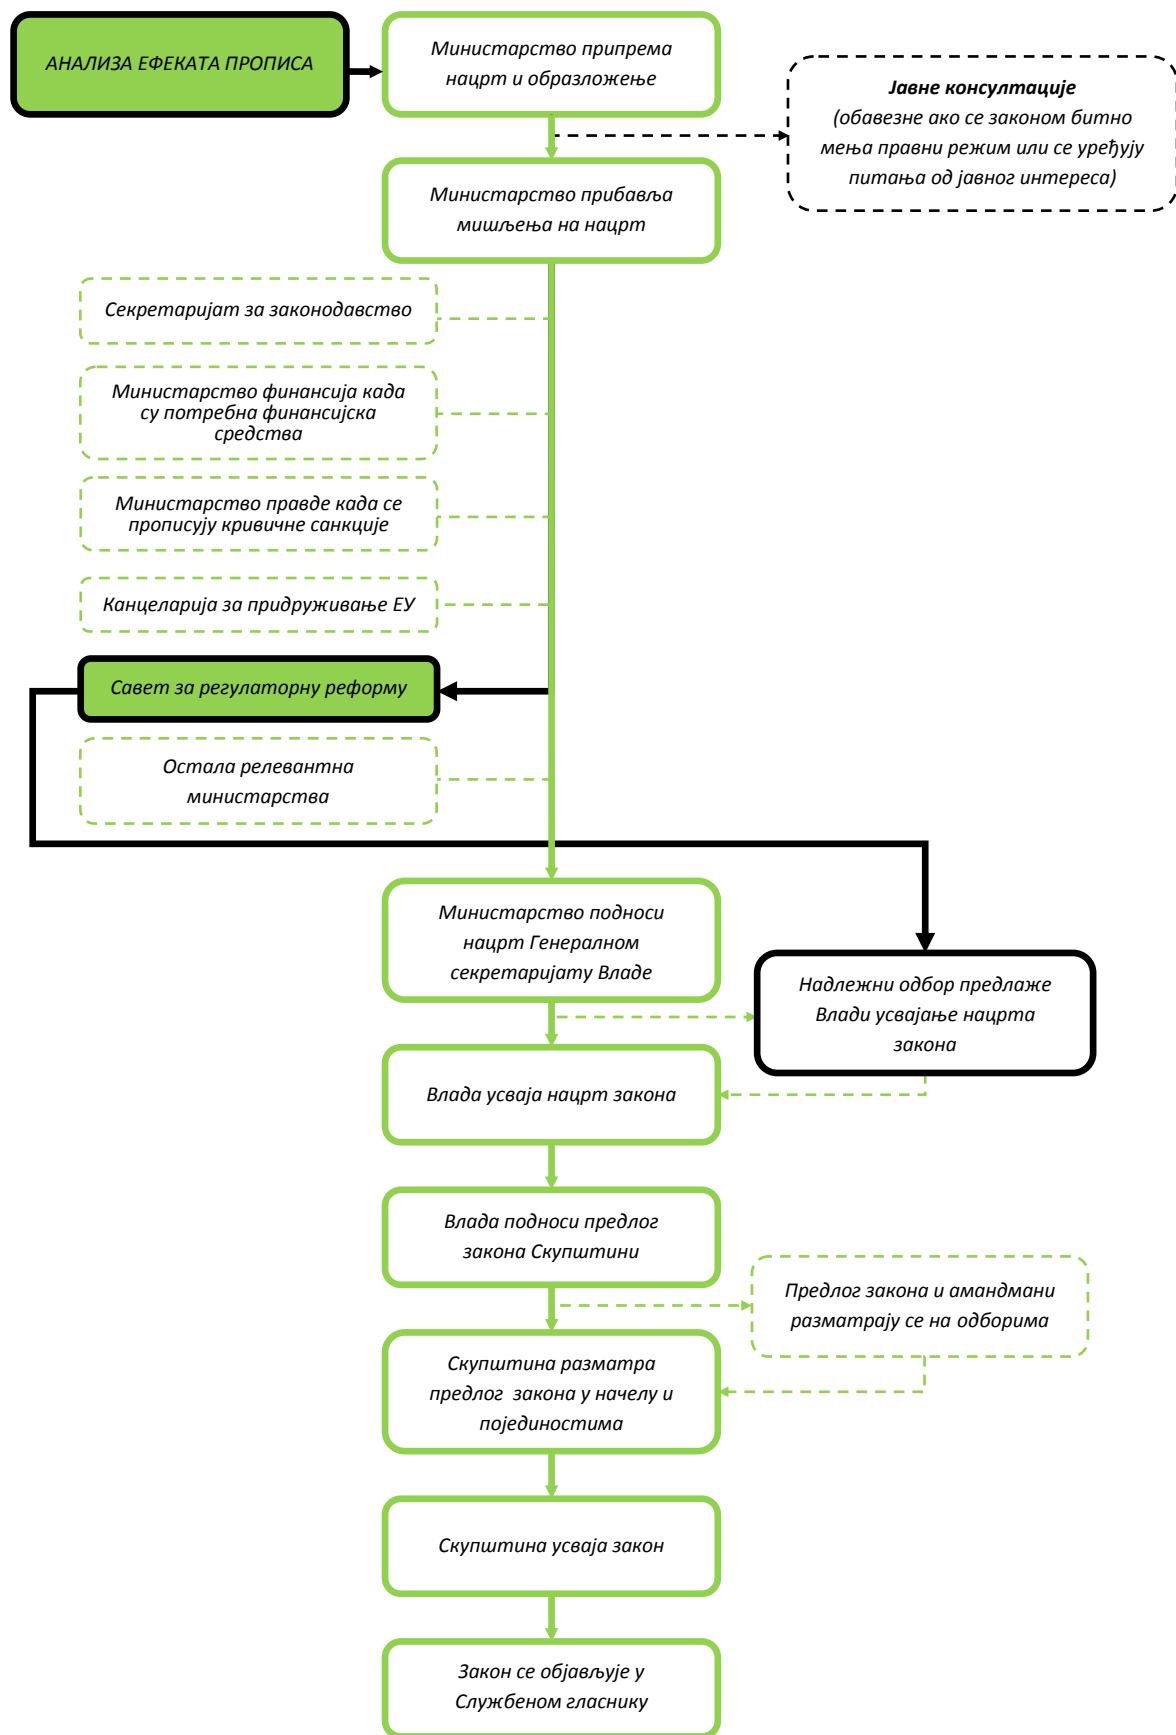 АНАЛИЗА ЕФЕКАТА ПРОПИСА
Министарство припрема
нацрт и образложење
Јавне консултације
(обавезне ако се законом битно
мења правни режим или се уређују
питања од јавног интереса)
Министарство прибавља
мишљења на нацрт
Секретаријат за законодавство
Министарство финансија када
су потребна финансијска
средства
Министарство правде када се
прописују кривичне санкције
Канцеларија за придруживање ЕУ
Савет за регулаторну реформу
Остала релевантна
министарства
Министарство подноси
нацрт Генералном
секретаријату Владе
Надлежни одбор предлаже
Влади усвајање нацрта
закона
Влада усваја нацрт закона
Влада подноси предлог
закона Скупштини
Предлог закона и амандмани
разматрају се на одборима
Скупштина разматра
предлог  закона у начелу и
појединостима
Скупштина усваја закон
Закон се објављује у
Службеном гласнику